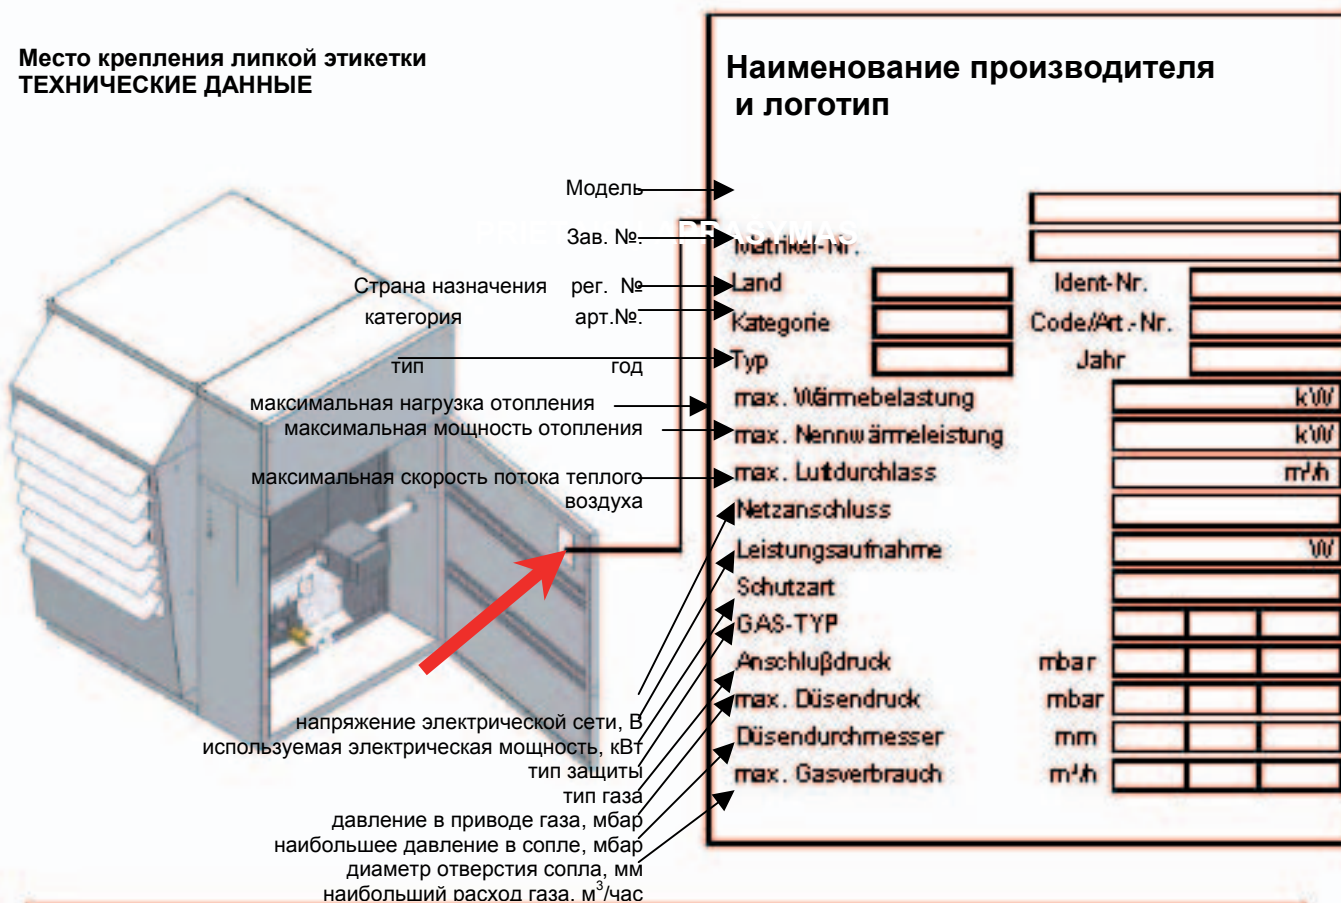 Место крепления липкой этикетки
ТЕХНИЧЕСКИЕ ДАННЫЕ
Наименование производителя
и логотип
Модель
Зав. №.
Matrikel-Nr.
Страна назначения рег. №
Land Ident-Nr.
категория арт.№.
Kategorie Code/Art.-Nr.
тип год
Typ Jahr
максимальная нагрузка отопления
max. Wärmebelastung kW
максимальная мощность отопления
max. Nennwärmeleistung kW
максимальная скорость потока теплого
воздуха
max. Luftdurchlass m³/h
Netzanschluss
Leistungsaufnahme W
Schutzart
GAS-TYP
Anschlußdruck mbar
max. Düsendruck mbar
Düsendurchmesser mm
max. Gasverbrauch m³/h
напряжение электрической сети, В
используемая электрическая мощность, кВт
тип защиты
тип газа
давление в приводе газа, мбар
наибольшее давление в сопле, мбар
диаметр отверстия сопла, мм
наибольший расход газа, м³/час